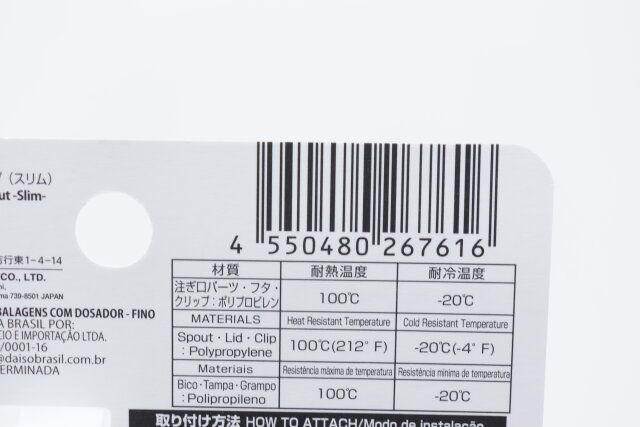 （スリム）
-Slim-
行東1-4-14
CO., LTD.
739-8501 JAPAN
BALAGENS COM DOSADOR - FINO
BRASIL POR:
CIO E IMPORTAÇÃO LTDA.
/0001-16
@daisobrasil.com.br
TERMINADA
4 550480 267616
材質 耐熱温度 耐冷温度
注ぎ口パーツ・フタ・
クリップ：ポリプロピレン 100℃ -20℃
MATERIALS Heat Resistant Temperature Cold Resistant Temperature
Spout・Lid・Clip
: Polypropylene 100℃(212°F) -20℃(-4°F)
Materiais Resistência máxima de temperatura Resistência mínima de temperatura
Bico・Tampa・Grampo
: Polipropileno 100℃ -20℃
取り付け方法 HOW TO ATTACH/Modo de instalação